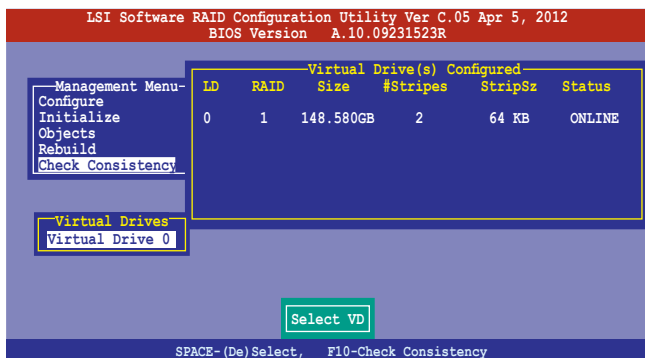 LSI Software RAID Configuration Utility Ver C.05 Apr 5, 2012
BIOS Version A.10.09231523R
Virtual Drive(s) Configured
LD RAID Size #Stripes StripSz Status
0 1 148.580GB 2 64 KB ONLINE
Management Menu
Configure
Initialize
Objects
Rebuild
Check Consistency
Virtual Drives
Virtual Drive 0
Select VD
SPACE-(De)Select, F10-Check Consistency